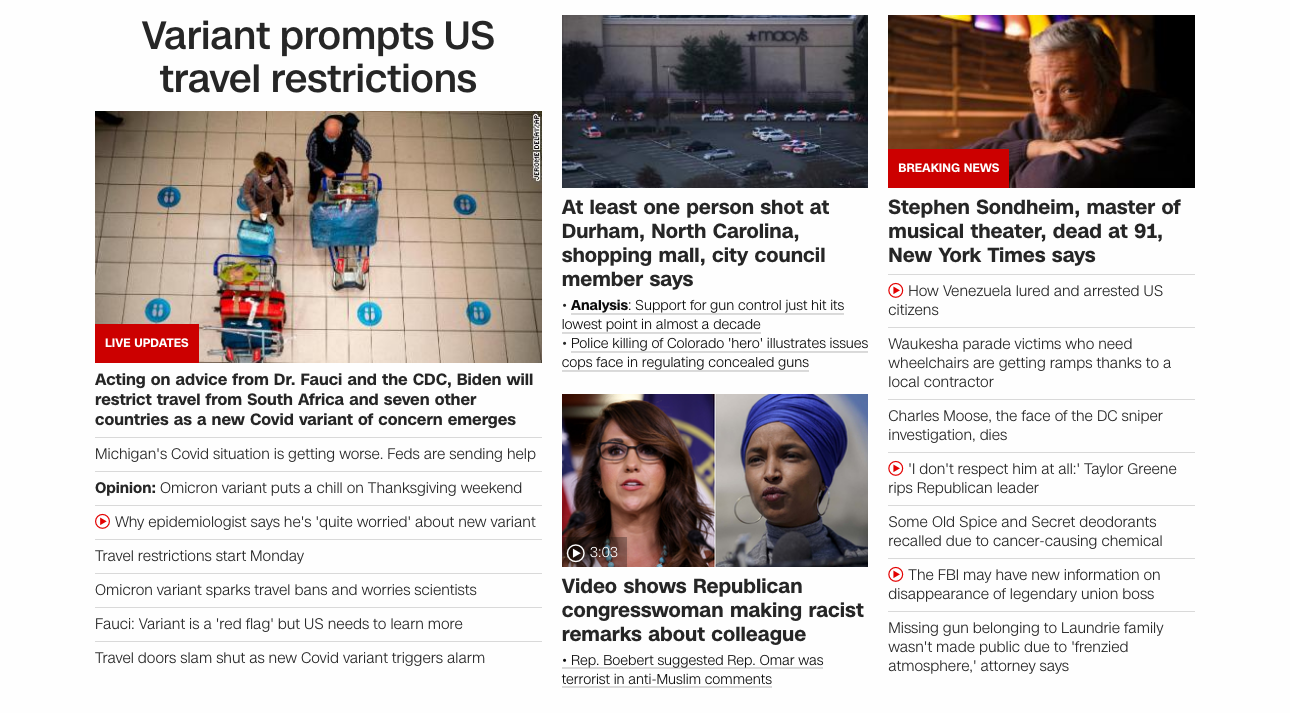 Variant prompts US
travel restrictions
JEROME DELAY/AP
LIVE UPDATES
Acting on advice from Dr. Fauci and the CDC, Biden will
restrict travel from South Africa and seven other
countries as a new Covid variant of concern emerges
Michigan's Covid situation is getting worse. Feds are sending help
Opinion: Omicron variant puts a chill on Thanksgiving weekend
Why epidemiologist says he's 'quite worried' about new variant
Travel restrictions start Monday
Omicron variant sparks travel bans and worries scientists
Fauci: Variant is a 'red flag' but US needs to learn more
Travel doors slam shut as new Covid variant triggers alarm
macy's
At least one person shot at
Durham, North Carolina,
shopping mall, city council
member says
• Analysis: Support for gun control just hit its
lowest point in almost a decade
• Police killing of Colorado 'hero' illustrates issues
cops face in regulating concealed guns
3:03
Video shows Republican
congresswoman making racist
remarks about colleague
• Rep. Boebert suggested Rep. Omar was
terrorist in anti-Muslim comments
BREAKING NEWS
Stephen Sondheim, master of
musical theater, dead at 91,
New York Times says
How Venezuela lured and arrested US
citizens
Waukesha parade victims who need
wheelchairs are getting ramps thanks to a
local contractor
Charles Moose, the face of the DC sniper
investigation, dies
'I don't respect him at all:' Taylor Greene
rips Republican leader
Some Old Spice and Secret deodorants
recalled due to cancer-causing chemical
The FBI may have new information on
disappearance of legendary union boss
Missing gun belonging to Laundrie family
wasn't made public due to 'frenzied
atmosphere,' attorney says